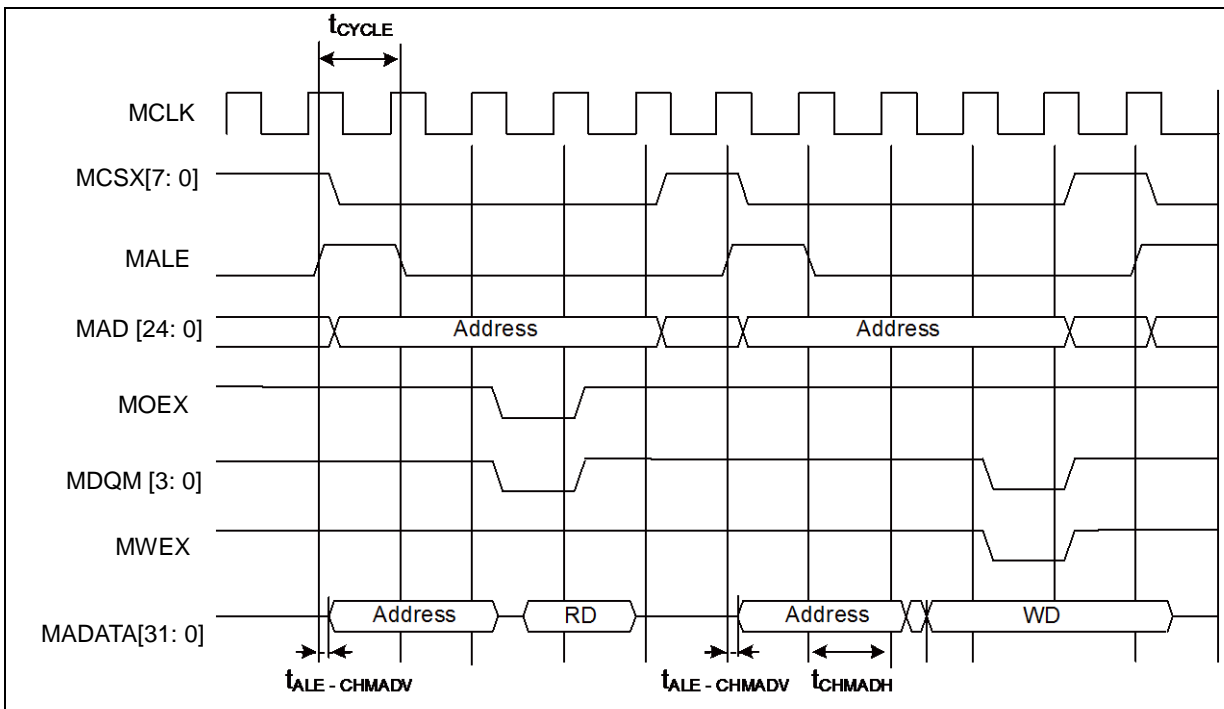 tCYCLE
MCLK
MCSX[7: 0]
MALE
MAD [24: 0]
Address
Address
MOEX
MDQM [3: 0]
MWEX
MADATA[31: 0]
Address
RD
Address
WD
tALE - CHMADV
tALE - CHMADV
tCHMADH